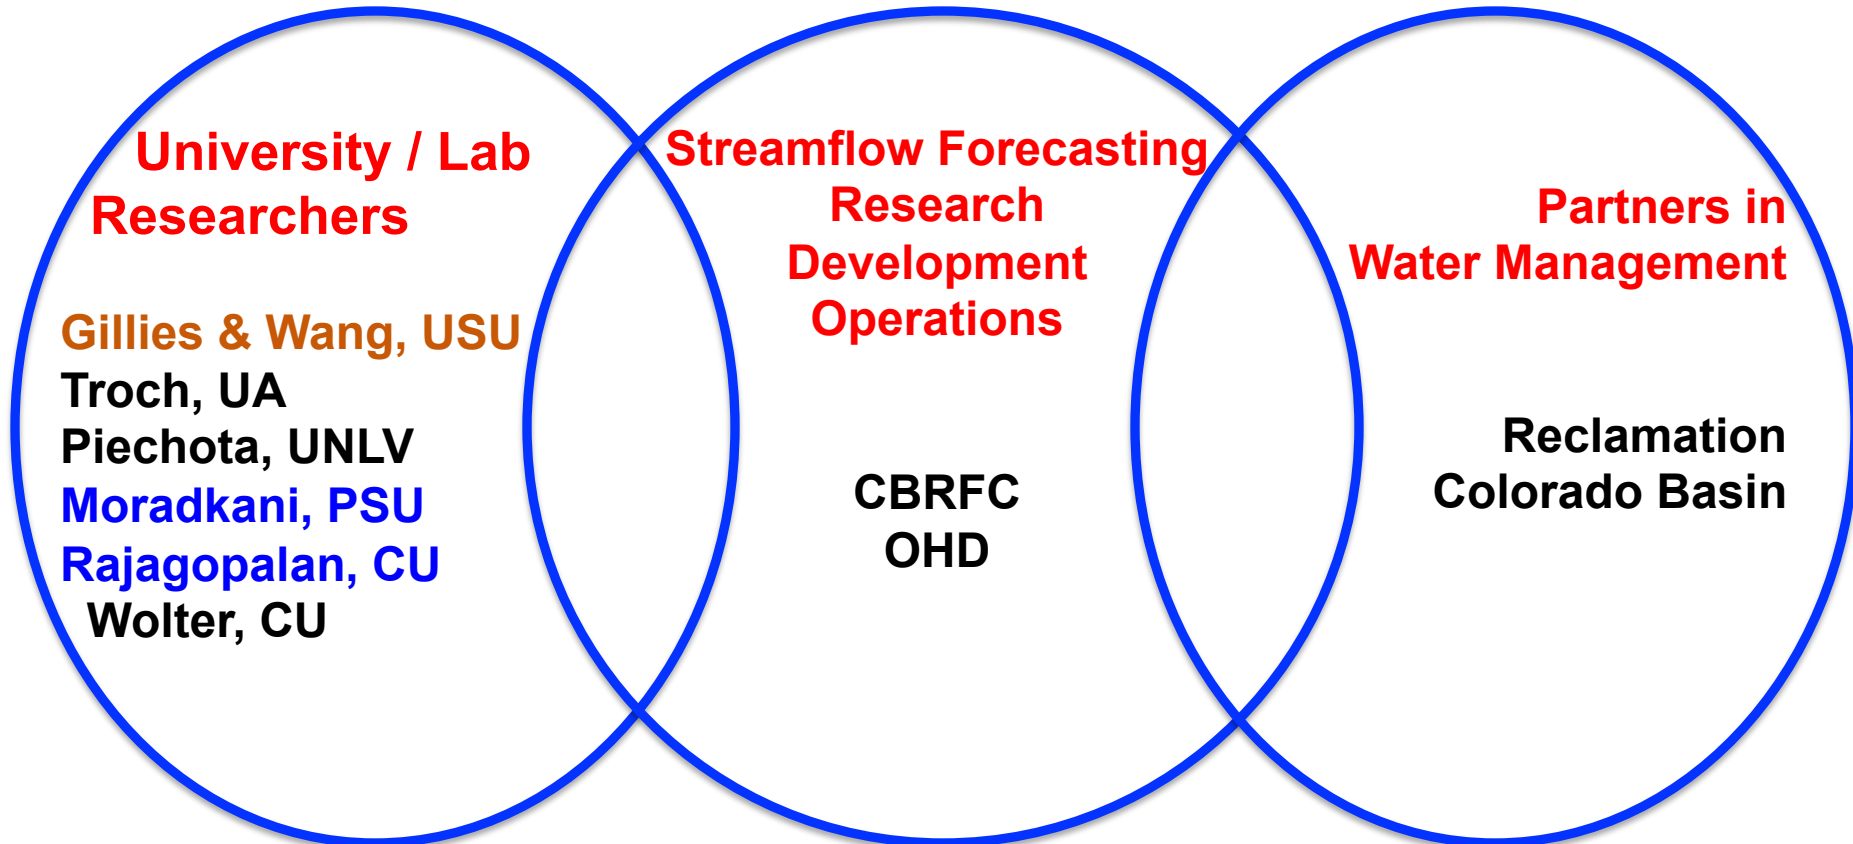 University / Lab
Researchers
Gillies & Wang, USU
Troch, UA
Piechota, UNLV
Moradkani, PSU
Rajagopalan, CU
Wolter, CU
Streamflow Forecasting
Research
Development
Operations
CBRFC
OHD
Partners in
Water Management
Reclamation
Colorado Basin